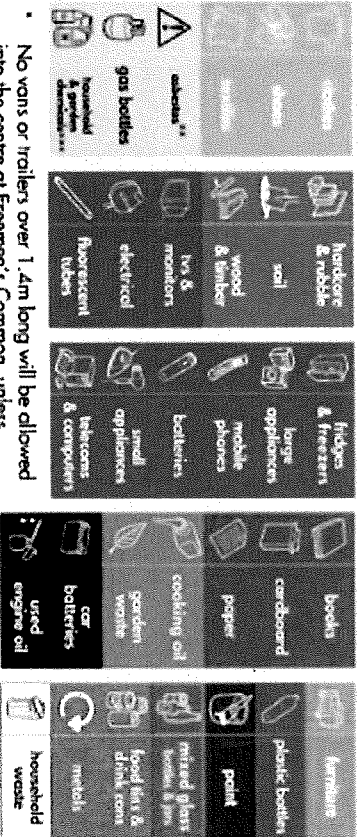 asbestos**
gas bottles
household
& garden
chemicals***
hardcore
& rubble
soil
wood
& timber
tvs &
monitors
electrical
fluorescent
tubes
fridges
& freezers
large
appliances
mobile
phones
batteries
small
appliances
telecoms
& computers
books
cardboard
paper
cooking oil
garden
waste
car
batteries
used
engine oil
furniture
plastic bottles
paint
mixed glass
bottles & jars
food tins &
drink cans
metals
household
waste
• No vans or trailers over 1.4m long will be allowed
into the centre at Freemen's Common unless